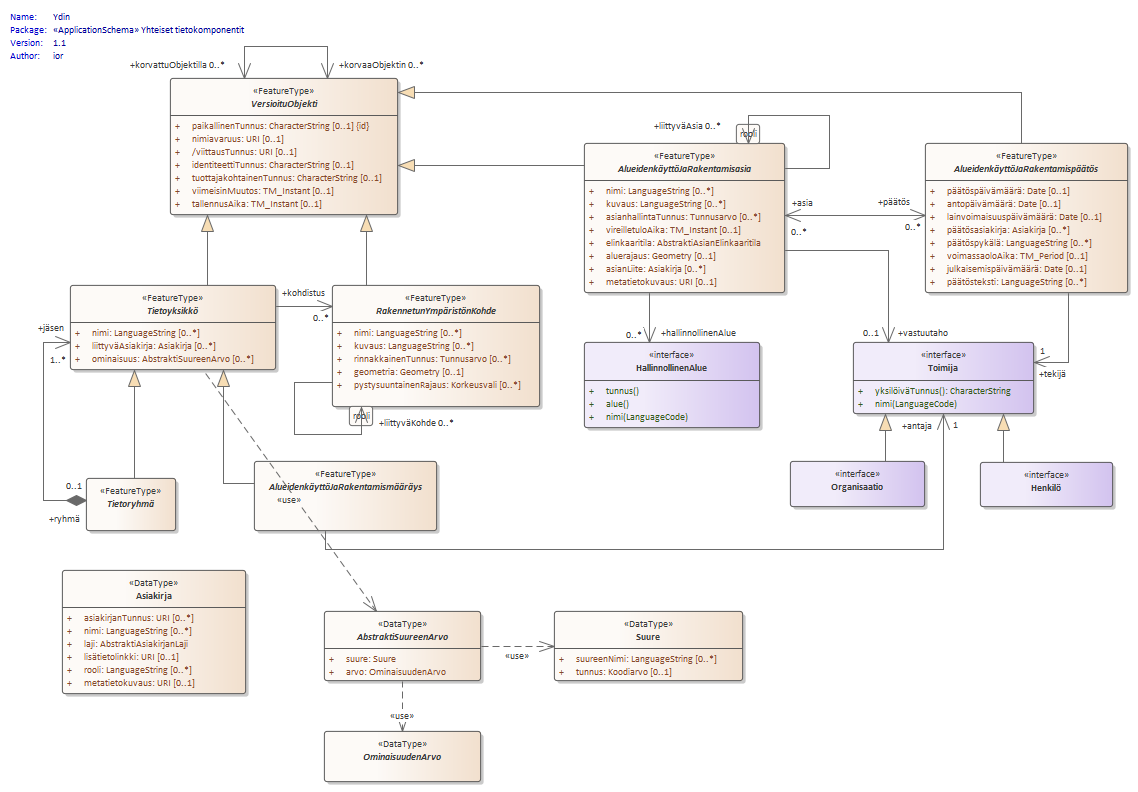 Name: Ydin
Package: «ApplicationSchema» Yhteiset tietokomponentit
Version: 1.1
Author: ior
+korvattuObjektilla 0..*
+korvaaObjektin 0..*
«FeatureType»
VersioituObjekti
+ paikallinenTunnus: CharacterString [0..1] {id}
+ nimiavaruus: URI [0..1]
+ /viittausTunnus: URI [0..1]
+ identiteettiTunnus: CharacterString [0..1]
+ tuottajakohtainenTunnus: CharacterString [0..1]
+ viimeisinMuutos: TM_Instant [0..1]
+ tallennusAika: TM_Instant [0..1]
+liittyväAsia 0..*
rooli
«FeatureType»
AlueidenkäyttöJaRakentamisasia
+ nimi: LanguageString [0..*]
+ kuvaus: LanguageString [0..*]
+ asianhallintaTunnus: Tunnusarvo [0..*]
+ vireilletuloAika: TM_Instant [0..1]
+ elinkaaritila: AbstraktiAsianElinkaaritila
+ aluerajaus: Geometry [0..1]
+ asianLiite: Asiakirja [0..*]
+ metatietokuvaus: URI [0..1]
+asia
0..*
+päätös
0..*
«FeatureType»
AlueidenkäyttöJaRakentamispäätös
+ päätöspäivämäärä: Date [0..1]
+ antopäivämäärä: Date [0..1]
+ lainvoimaisuuspäivämäärä: Date [0..1]
+ päätösasiakirja: Asiakirja [0..*]
+ päätöspykälä: LanguageString [0..*]
+ voimassaoloAika: TM_Period [0..1]
+ julkaisemispäivämäärä: Date [0..1]
+ päätösteksti: LanguageString [0..*]
«FeatureType»
Tietoyksikkö
+ nimi: LanguageString [0..*]
+ liittyväAsiakirja: Asiakirja [0..*]
+ ominaisuus: AbstraktiSuureenArvo [0..*]
+kohdistus
0..*
«FeatureType»
RakennetunYmpäristönKohde
+ nimi: LanguageString [0..*]
+ kuvaus: LanguageString [0..*]
+ rinnakkainenTunnus: Tunnusarvo [0..*]
+ geometria: Geometry [0..1]
+ pystysuuntainenRajaus: Korkeusvali [0..*]
rooli
+liittyväKohde 0..*
+jäsen
1..*
0..*
+hallinnollinenAlue
«interface»
HallinnollinenAlue
+ tunnus()
+ alue()
+ nimi(LanguageCode)
0..1
+vastuutaho
1
+tekijä
«interface»
Toimija
+ yksilöiväTunnus(): CharacterString
+ nimi(LanguageCode)
+antaja
1
«interface»
Organisaatio
«interface»
Henkilö
0..1
+ryhmä
«FeatureType»
Tietoryhmä
«FeatureType»
AlueidenkäyttöJaRakentamismääräys
«use»
«DataType»
Asiakirja
+ asiakirjanTunnus: URI [0..*]
+ nimi: LanguageString [0..*]
+ laji: AbstraktiAsiakirjanLaji
+ lisätietolinkki: URI [0..1]
+ rooli: LanguageString [0..*]
+ metatietokuvaus: URI [0..1]
«DataType»
AbstraktiSuureenArvo
+ suure: Suure
+ arvo: OminaisuudenArvo
«use»
«DataType»
Suure
+ suureenNimi: LanguageString [0..*]
+ tunnus: Koodiarvo [0..1]
«use»
«DataType»
OminaisuudenArvo